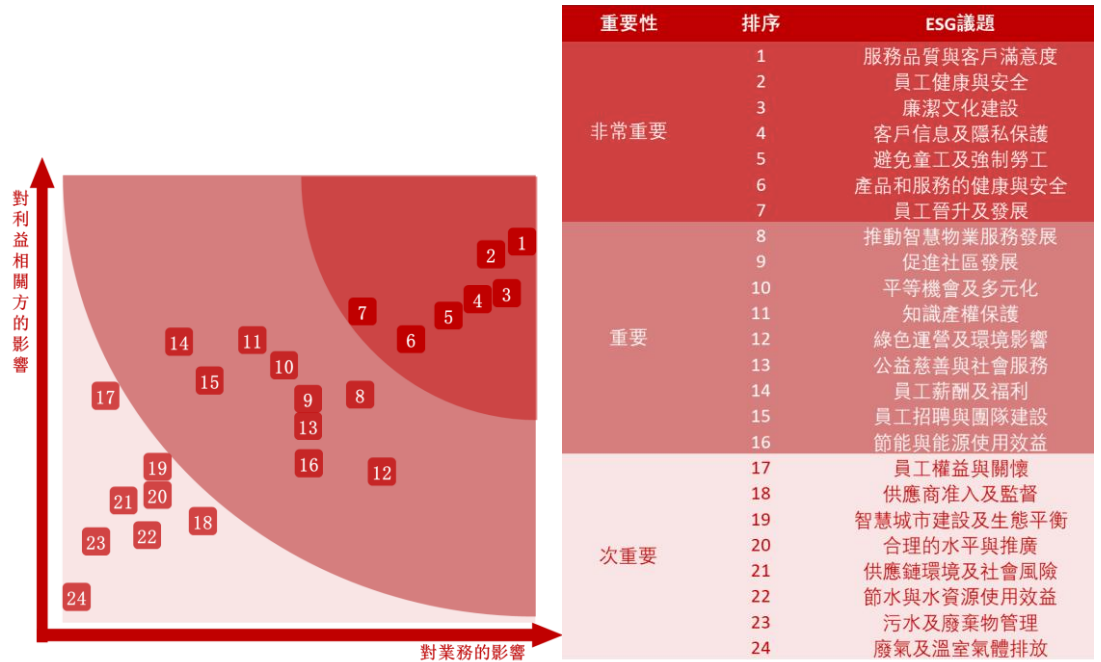 對利益相關方的影響
1
2
3
4
5
7
6
14
11
10
15
17
8
9
13
16
12
19
20
21
18
22
23
24
對業務的影響
重要性 排序 ESG議題
非常重要
1 服務品質與客戶滿意度
2 員工健康與安全
3 廉潔文化建設
4 客戶信息及隱私保護
5 避免童工及強制勞工
6 產品和服務的健康與安全
7 員工晉升及發展
重要
8 推動智慧物業服務發展
9 促進社區發展
10 平等機會及多元化
11 知識產權保護
12 綠色運營及環境影響
13 公益慈善與社會服務
14 員工薪酬及福利
15 員工招聘與團隊建設
16 節能與能源使用效益
次重要
17 員工權益與關懷
18 供應商准入及監督
19 智慧城市建設及生態平衡
20 合理的水平與推廣
21 供應鏈環境及社會風險
22 節水與水資源使用效益
23 污水及廢棄物管理
24 廢氣及溫室氣體排放